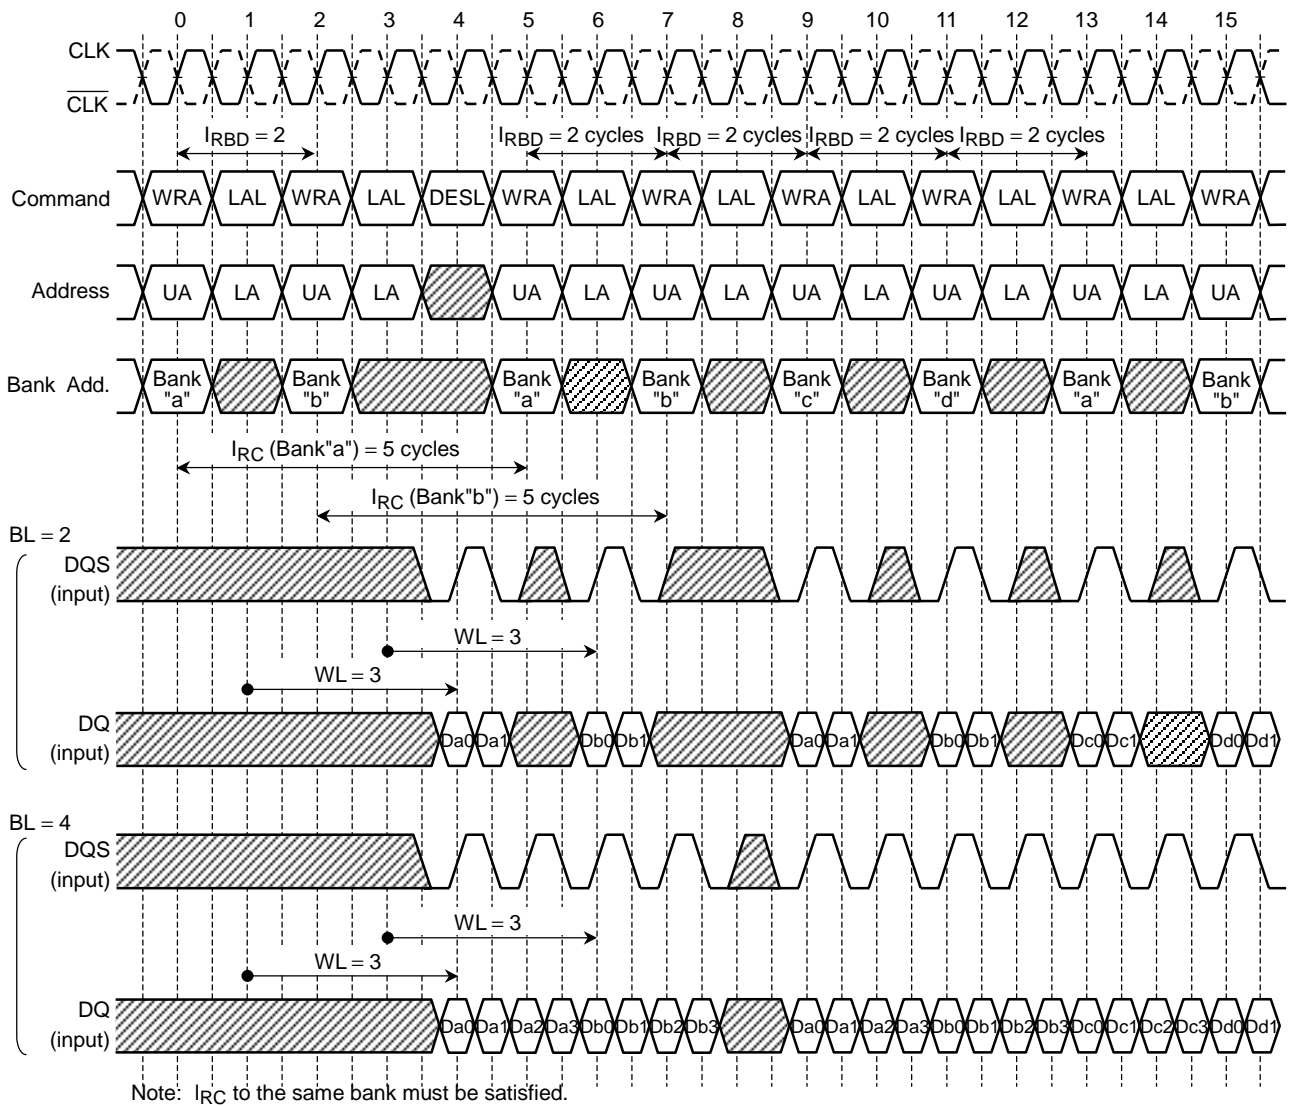 0 1 2 3 4 5 6 7 8 9 10 11 12 13 14 15
CLK
CLK
IRBD = 2 IRBD = 2 cycles IRBD = 2 cycles IRBD = 2 cycles IRBD = 2 cycles
Command WRA LAL WRA LAL DESL WRA LAL WRA LAL WRA LAL WRA LAL WRA LAL WRA
Address UA LA UA LA UA LA UA LA UA LA UA LA UA LA UA
Bank Add. Bank "a" Bank "b" Bank "a" Bank "b" Bank "c" Bank "d" Bank "a" Bank "b"
IRC (Bank"a") = 5 cycles
IRC (Bank"b") = 5 cycles
BL = 2
DQS
(input)
WL = 3
WL = 3
DQ
(input)
Da0 Da1 Db0 Db1 Da0 Da1 Db0 Db1 Dc0 Dc1 Dd0 Dd1
BL = 4
DQS
(input)
WL = 3
WL = 3
DQ
(input)
Da0 Da1 Da2 Da3 Db0 Db1 Db2 Db3 Da0 Da1 Da2 Da3 Db0 Db1 Db2 Db3 Dc0 Dc1 Dc2 Dc3 Dd0 Dd1
Note: IRC to the same bank must be satisfied.